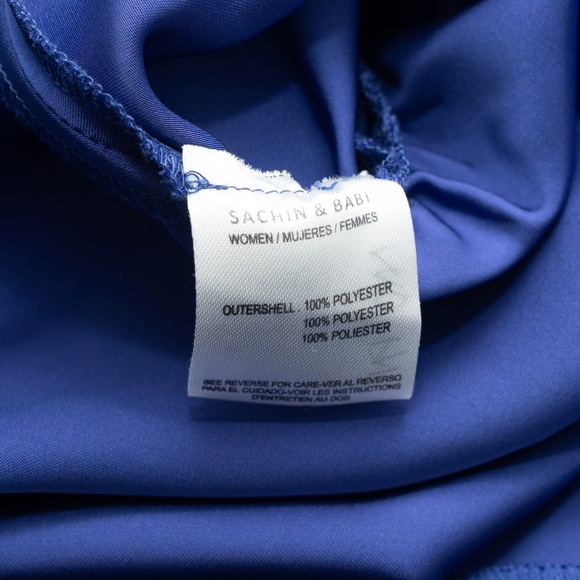 SACHIN & BABI
WOMEN / MUJERES / FEMMES
OUTERSHELL : 100% POLYESTER
100% POLYESTER
100% POLIESTER
SEE REVERSE FOR CARE-VER AL REVERSO
PARA EL CUIDADO-VOIR LES INSTRUCTIONS
D'ENTRETIEN AU DOS